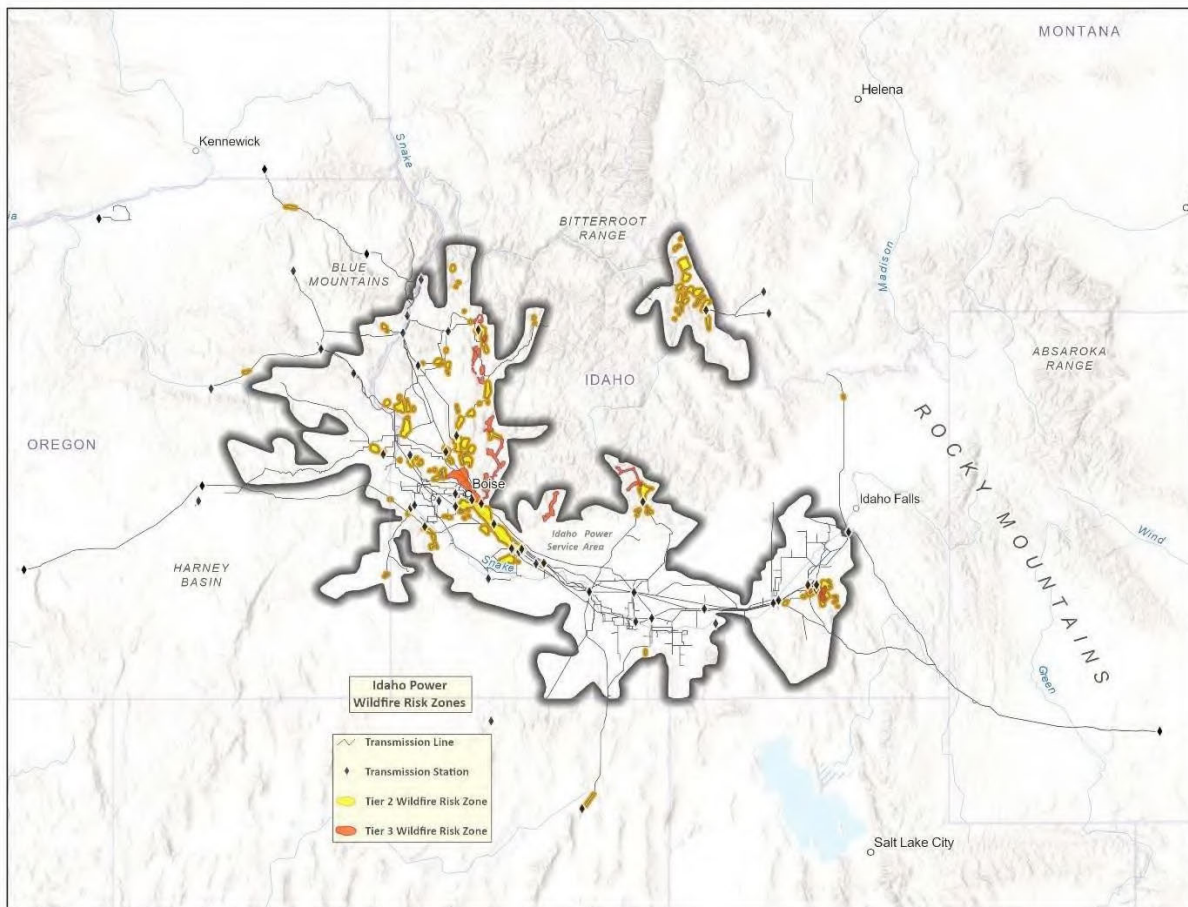 MONTANA
Helena
Kennewick
Snake
ia
BITTERROOT
RANGE
BLUE
MOUNTAINS
Madison
ABSAROKA
RANGE
IDAHO
OREGON
ROCKY MOUNTAINS
Boise
Idaho Falls
Idaho Power
Service Area
Wind
HARNEY
BASIN
Snake
Green
Idaho Power
Wildfire Risk Zones
Transmission Line
Transmission Station
Tier 2 Wildfire Risk Zone
Tier 3 Wildfire Risk Zone
Salt Lake City